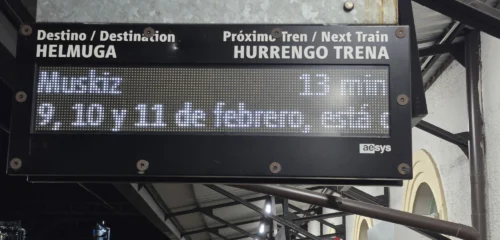 Destino / Destination Próximo Tren / Next Train
HELMUGA HURRENGO TRENA
Muskiz 13 min
9, 10 y 11 de febrero, está
aesys